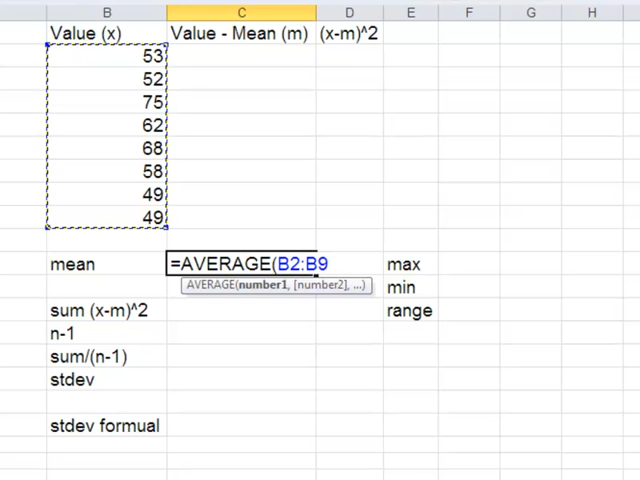 B C D E F G H
Value (x) Value - Mean (m) (x-m)^2
53
52
75
62
68
58
49
49
mean =AVERAGE(B2:B9 max
AVERAGE(number1, [number2], ...) min
sum (x-m)^2 range
n-1
sum/(n-1)
stdev
stdev formual